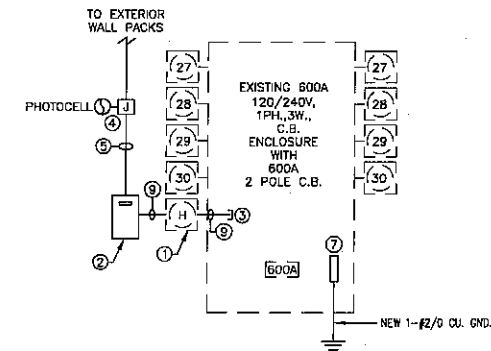 TO EXTERIOR
WALL PACKS
27
28
29
30
PHOTOCELL
J
4
5
9
H
3
9
1
2
EXISTING 600A
120/240V,
1PH.,3W.,
C.B.
ENCLOSURE
WITH
600A
2 POLE C.B.
27
28
29
30
7
600A
NEW 1-#2/0 CU. GND.